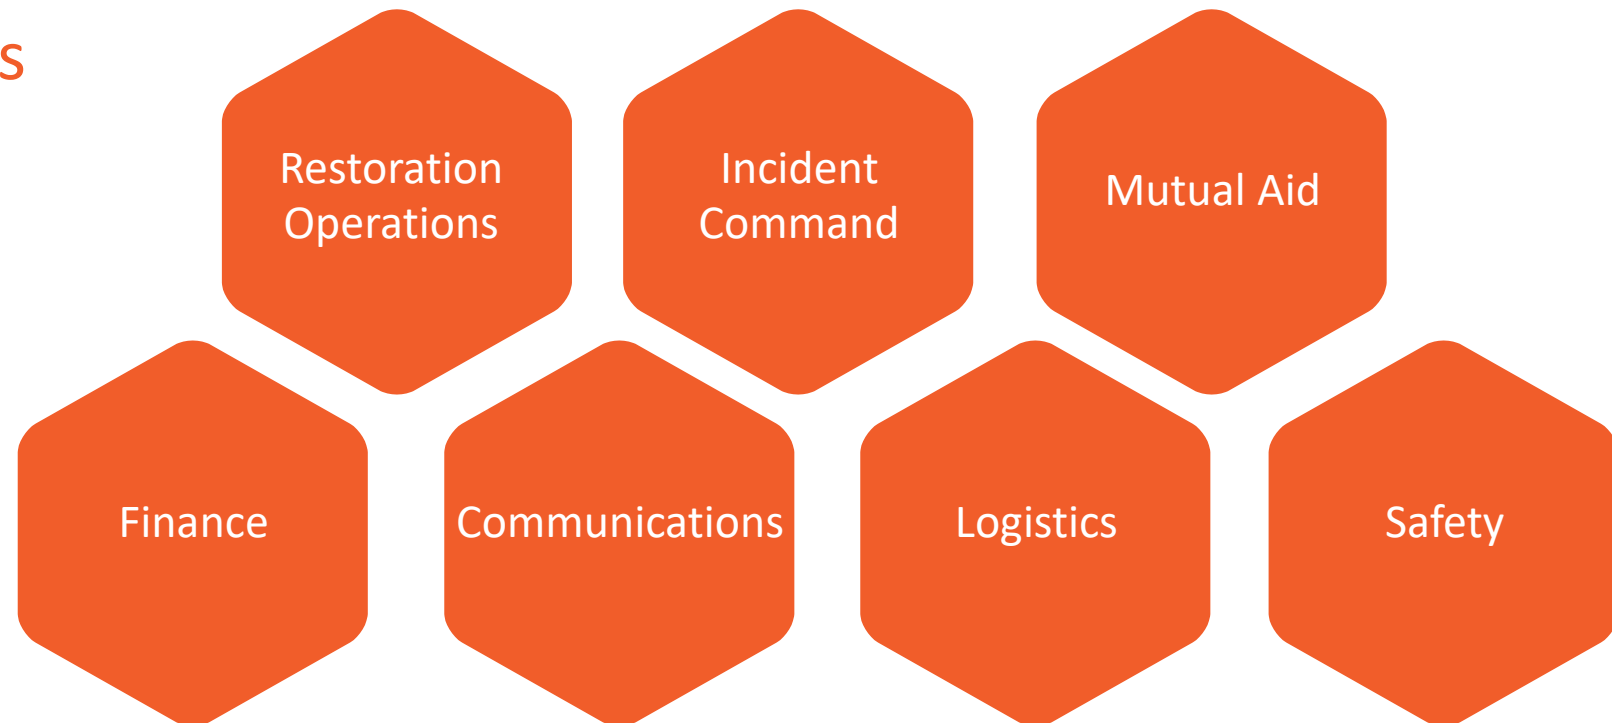 s
Restoration
Operations
Incident
Command
Mutual Aid
Finance
Communications
Logistics
Safety